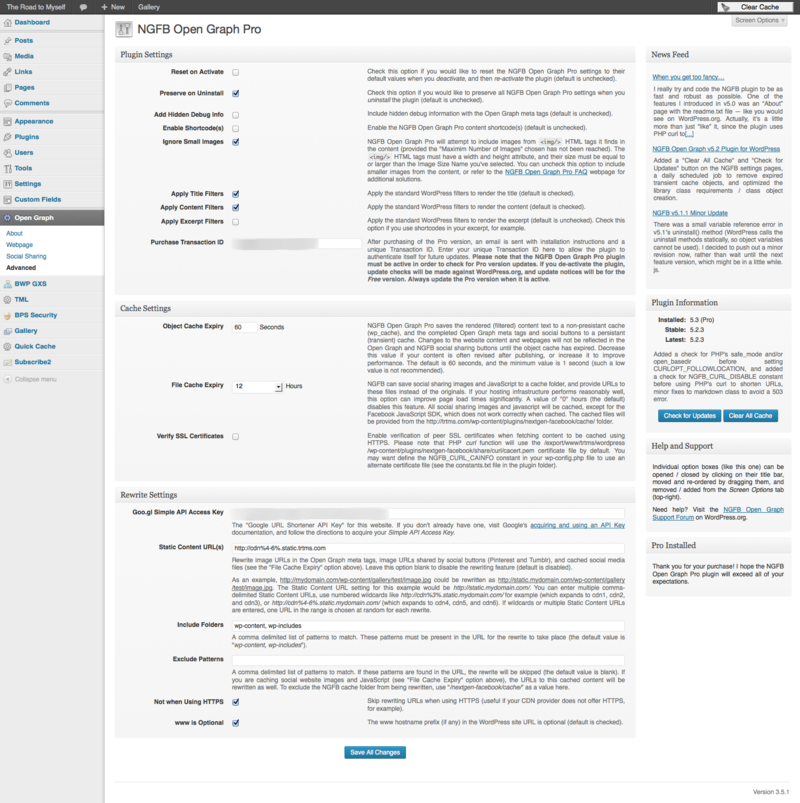 The Road to Myself
New
Gallery
Clear Cache
Screen Options
Dashboard
Posts
Media
Links
Pages
Comments
Appearance
Plugins
Users
Tools
Settings
Custom Fields
Open Graph
About
Webpage
Social Sharing
Advanced
BWP GXS
TML
BPS Security
Gallery
Quick Cache
Subscribe2
Collapse menu
NGFB Open Graph Pro
Plugin Settings
Reset on Activate
Check this option if you would like to reset the NGFB Open Graph Pro settings to their
default values when you deactivate, and then re-activate the plugin (default is unchecked).
Preserve on Uninstall
Check this option if you would like to preserve all NGFB Open Graph Pro settings when you
uninstall the plugin (default is unchecked).
Add Hidden Debug Info
Include hidden debug information with the Open Graph meta tags (default is unchecked).
Enable Shortcode(s)
Enable the NGFB Open Graph Pro content shortcode(s) (default is unchecked).
Ignore Small Images
NGFB Open Graph Pro will attempt to include images from <img/> HTML tags it finds in
the content (provided the "Maximim Number of Images" chosen has not been reached). The
<img/> HTML tags must have a width and height attribute, and their size must be equal to
or larger than the Image Size Name you've selected. You can uncheck this option to include
smaller images from the content, or refer to the NGFB Open Graph Pro FAQ webpage for
additional solutions.
Apply Title Filters
Apply the standard WordPress filters to render the title (default is checked).
Apply Content Filters
Apply the standard WordPress filters to render the content (default is checked).
Apply Excerpt Filters
Apply the standard WordPress filters to render the excerpt (default is unchecked). Check this
option if you use shortcodes in your excerpt, for example.
Purchase Transaction ID
After purchasing of the Pro version, an email is sent with installation instructions and a
unique Transaction ID. Enter your unique Transaction ID here to allow the plugin to
authenticate itself for future updates. Please note that the NGFB Open Graph Pro plugin
must be active in order to check for Pro version updates. If you de-activate the plugin,
update checks will be made against WordPress.org, and update notices will be for the
Free version. Always update the Pro version when it is active.
Cache Settings
Object Cache Expiry
60
Seconds
NGFB Open Graph Pro saves the rendered (filtered) content text to a non-presistant cache
(wp_cache), and the completed Open Graph meta tags and social buttons to a persistant
(transient) cache. Changes to the website content and webpages will not be reflected in the
Open Graph and NGFB social sharing buttons until the object cache has expired. Decrease
this value if your content is often revised after publishing, or increase it to improve
performance. The default is 60 seconds, and the minimum value is 1 second (such a low
value is not recommended).
File Cache Expiry
12
Hours
NGFB can save social sharing images and JavaScript to a cache folder, and provide URLs to
these files instead of the originals. If your hosting infrastructure performs reasonably well,
this option can improve page load times significantly. A value of "0" hours (the default)
disables this feature. All social sharing images and javascript will be cached, except for the
Facebook JavaScript SDK, which does not work correctly when cached. The cached files will
be provided from the http://trtms.com/wp-content/plugins/nextgen-facebook/cache/ folder.
Verify SSL Certificates
Enable verification of peer SSL certificates when fetching content to be cached using
HTTPS. Please note that PHP curl function will use the /export/www/trtms/wordpress
/wp-content/plugins/nextgen-facebook/share/curl/cacert.pem certificate file by default. You
may want define the NGFB_CURL_CAINFO constant in your wp-config.php file to use an
alternate certificate file (see the constants.txt file in the plugin folder).
Rewrite Settings
Goo.gl Simple API Access Key
The "Google URL Shortener API Key" for this website. If you don't already have one, visit Google's acquiring and using an API Key
documentation, and follow the directions to acquire your Simple API Access Key.
Static Content URL(s)
http://cdn%4-6%.static.trtms.com
Rewrite image URLs in the Open Graph meta tags, image URLs shared by social buttons (Pinterest and Tumblr), and cached social media
files (see the "File Cache Expiry" option above). Leave this option blank to disable the rewriting feature (default is disabled).
As an example, http://mydomain.com/wp-content/gallery/test/image.jpg could be rewritten as http://static.mydomain.com/wp-content/gallery
/test/image.jpg. The Static Content URL setting for this example would be http://static.mydomain.com/. You can enter multiple comma-
delimited Static Content URLs, use numbered wildcards like http://cdn%3%.static.mydomain.com/ for example (which expands to cdn1, cdn2,
and cdn3), or http://cdn%4-6%.static.mydomain.com/ (which expands to cdn4, cdn5, and cdn6). If wildcards or multiple Static Content URLs
are entered, one URL in the range is chosen at random for each rewrite.
Include Folders
wp-content, wp-includes
A comma delimited list of patterns to match. These patterns must be present in the URL for the rewrite to take place (the default value is
"wp-content, wp-includes").
Exclude Patterns
A comma delimited list of patterns to match. If these patterns are found in the URL, the rewrite will be skipped (the default value is blank). If
you are caching social website images and JavaScript (see "File Cache Expiry" option above), the URLs to this cached content will be
rewritten as well. To exclude the NGFB cache folder from being rewriten, use "/nextgen-facebook/cache/" as a value here.
Not when Using HTTPS
Skip rewriting URLs when using HTTPS (useful if your CDN provider does not offer HTTPS,
for example).
www is Optional
The www hostname prefix (if any) in the WordPress site URL is optional (default is checked).
Save All Changes
News Feed
When you get too fancy…
I really try and code the NGFB plugin to be as
fast and robust as possible. One of the
features I introduced in v5.0 was an "About"
page with the readme.txt file — like you would
see on WordPress.org. Actually, it's a little
more than just "like" it, since the plugin uses
PHP curl to[…]
NGFB Open Graph v5.2 Plugin for WordPress
Added a "Clear All Cache" and "Check for
Updates" button on the NGFB settings pages,
a daily scheduled job to remove expired
transient cache objects, and optimized the
library class requirements / class object
creation.
NGFB v5.1.1 Minor Update
There was a small variable reference error in
v5.1's uninstall() method (WordPress calls the
uninstall methods statically, so object variables
cannot be used). I decided to push out a minor
revision now, rather than wait until the next
feature version, which might be in a little while.
js.
Plugin Information
Installed: 5.3 (Pro)
Stable: 5.2.3
Latest: 5.2.3
Added a check for PHP's safe_mode and/or
open_basedir before setting
CURLOPT_FOLLOWLOCATION, and added
a check for NGFB_CURL_DISABLE constant
before using PHP's curl to shorten URLs,
minor fixes to markdown class to avoid a 503
error.
Check for Updates
Clear All Cache
Help and Support
Individual option boxes (like this one) can be
opened / closed by clicking on their title bar,
moved and re-ordered by dragging them, and
removed / added from the Screen Options tab
(top-right).
Need help? Visit the NGFB Open Graph
Support Forum on WordPress.org.
Pro Installed
Thank you for your purchase! I hope the NGFB
Open Graph Pro plugin will exceed all of your
expectations.
Version 3.5.1